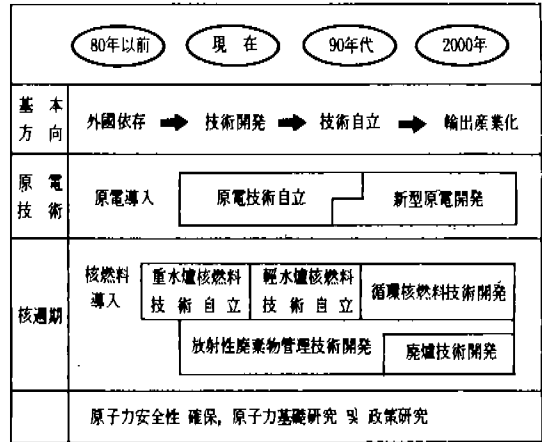 80年以前 現在 90年代 2000年
基本方向 外國依存 → 技術開発 → 技術自立 → 輸出産業化
原電技術 原電導入 原電技術自立 新型原電開発
核週期
核燃料導入
重水爐核燃料技術自立
輕水爐核燃料技術自立
循環核燃料技術開発
放射性廃棄物管理技術開発 廃爐技術開発
原子力安全性 確保, 原子力基礎研究 및 政策研究